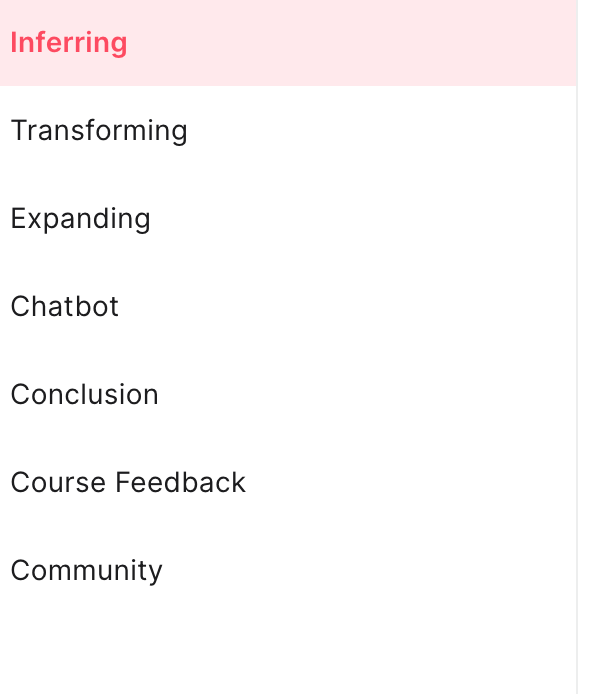 Inferring
Transforming
Expanding
Chatbot
Conclusion
Course Feedback
Community